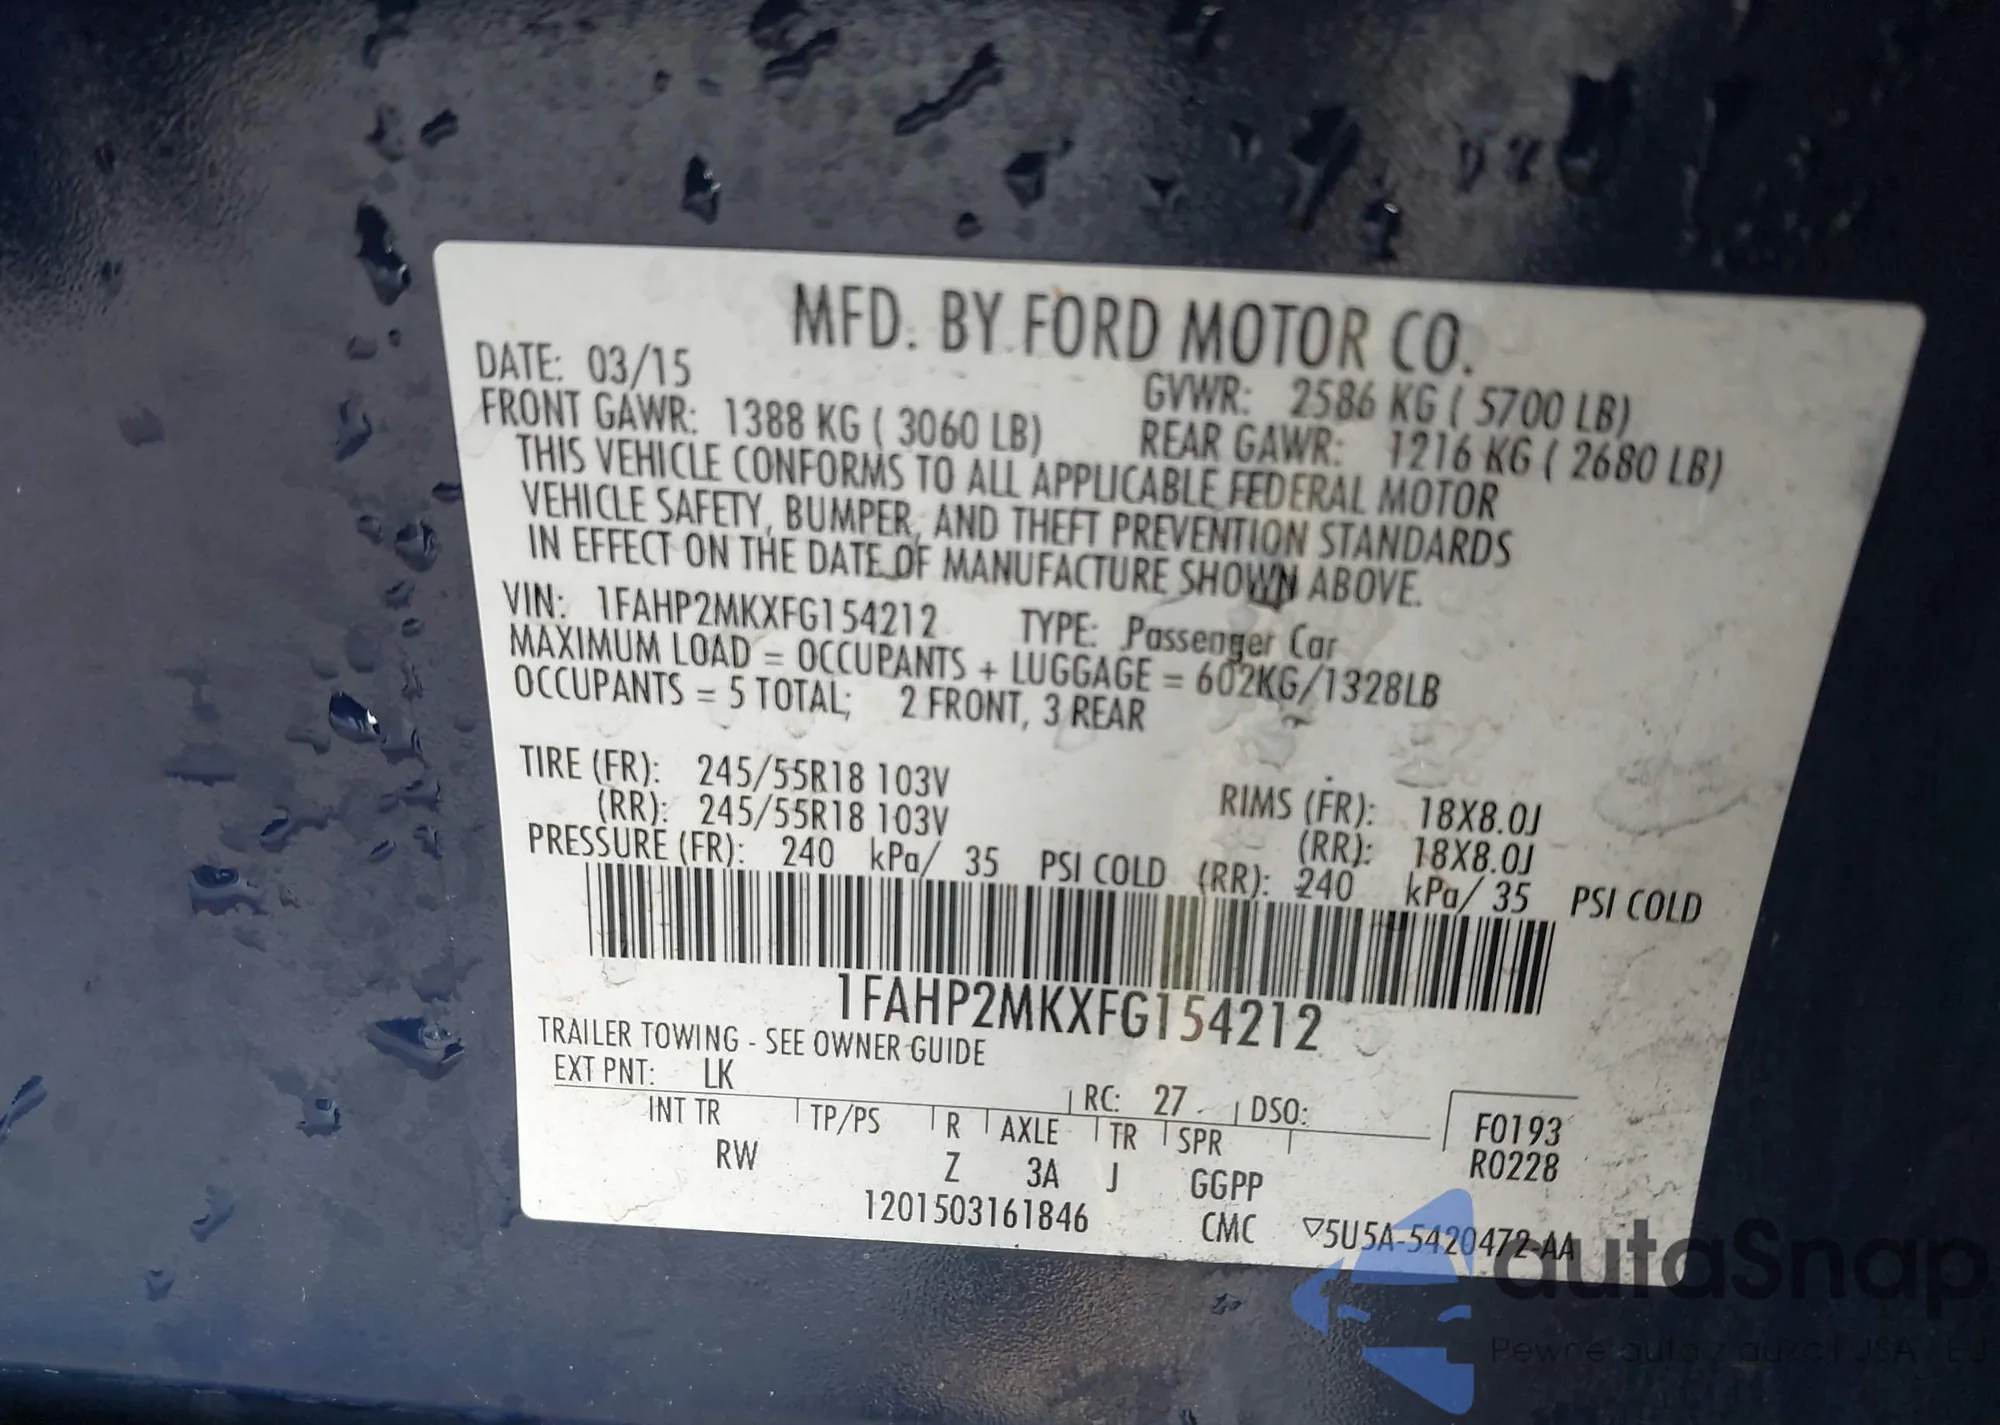 MFD. BY FORD MOTOR CO.
DATE: 03/15 GVWR: 2586 KG ( 5700 LB)
FRONT GAWR: 1388 KG ( 3060 LB) REAR GAWR: 1216 KG ( 2680 LB)
THIS VEHICLE CONFORMS TO ALL APPLICABLE FEDERAL MOTOR
VEHICLE SAFETY, BUMPER, AND THEFT PREVENTION STANDARDS
IN EFFECT ON THE DATE OF MANUFACTURE SHOWN ABOVE.
VIN: 1FAHP2MKXFG154212 TYPE: Passenger Car
MAXIMUM LOAD = OCCUPANTS + LUGGAGE = 602KG/1328LB
OCCUPANTS = 5 TOTAL; 2 FRONT, 3 REAR
TIRE (FR): 245/55R18 103V RIMS (FR): 18X8.0J
(RR): 245/55R18 103V (RR): 18X8.0J
PRESSURE (FR): 240 kPa/ 35 PSI COLD (RR): 240 kPa/ 35 PSI COLD
1FAHP2MKXFG154212
TRAILER TOWING - SEE OWNER GUIDE
EXT PNT: LK RC: 27 DSO: F0193
INT TR TP/PS R AXLE TR SPR R0228
RW Z 3A J GGPP
1201503161846 CMC ▽5U5A-5420472-AA
autaSnap
Pewne auta z aukcji USA